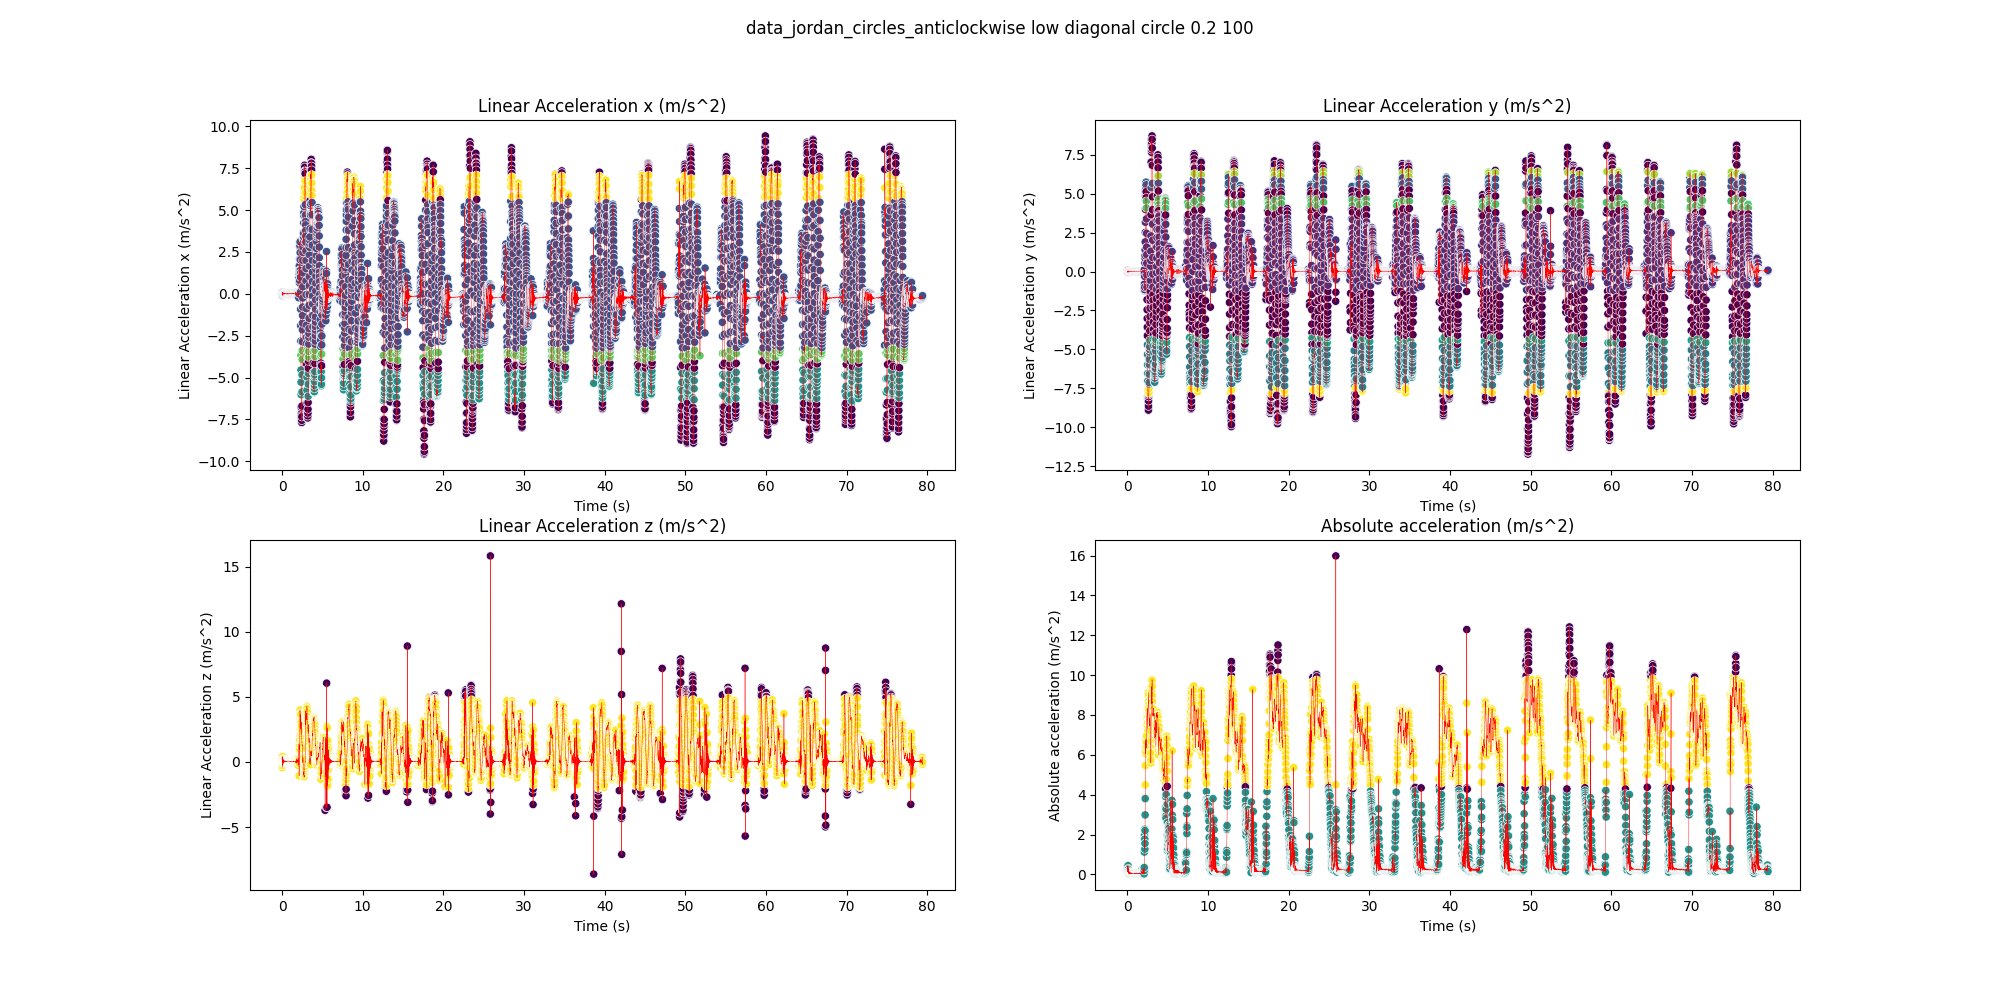 data_jordan_circles_anticlockwise low diagonal circle 0.2 100
Linear Acceleration x (m/s^2)
Linear Acceleration x (m/s^2)
10.0
7.5
5.0
2.5
0.0
−2.5
−5.0
−7.5
−10.0
0 10 20 30 40 50 60 70 80
Time (s)
Linear Acceleration y (m/s^2)
Linear Acceleration y (m/s^2)
7.5
5.0
2.5
0.0
−2.5
−5.0
−7.5
−10.0
−12.5
0 10 20 30 40 50 60 70 80
Time (s)
Linear Acceleration z (m/s^2)
Linear Acceleration z (m/s^2)
15
10
5
0
−5
0 10 20 30 40 50 60 70 80
Time (s)
Absolute acceleration (m/s^2)
Absolute acceleration (m/s^2)
16
14
12
10
8
6
4
2
0
0 10 20 30 40 50 60 70 80
Time (s)